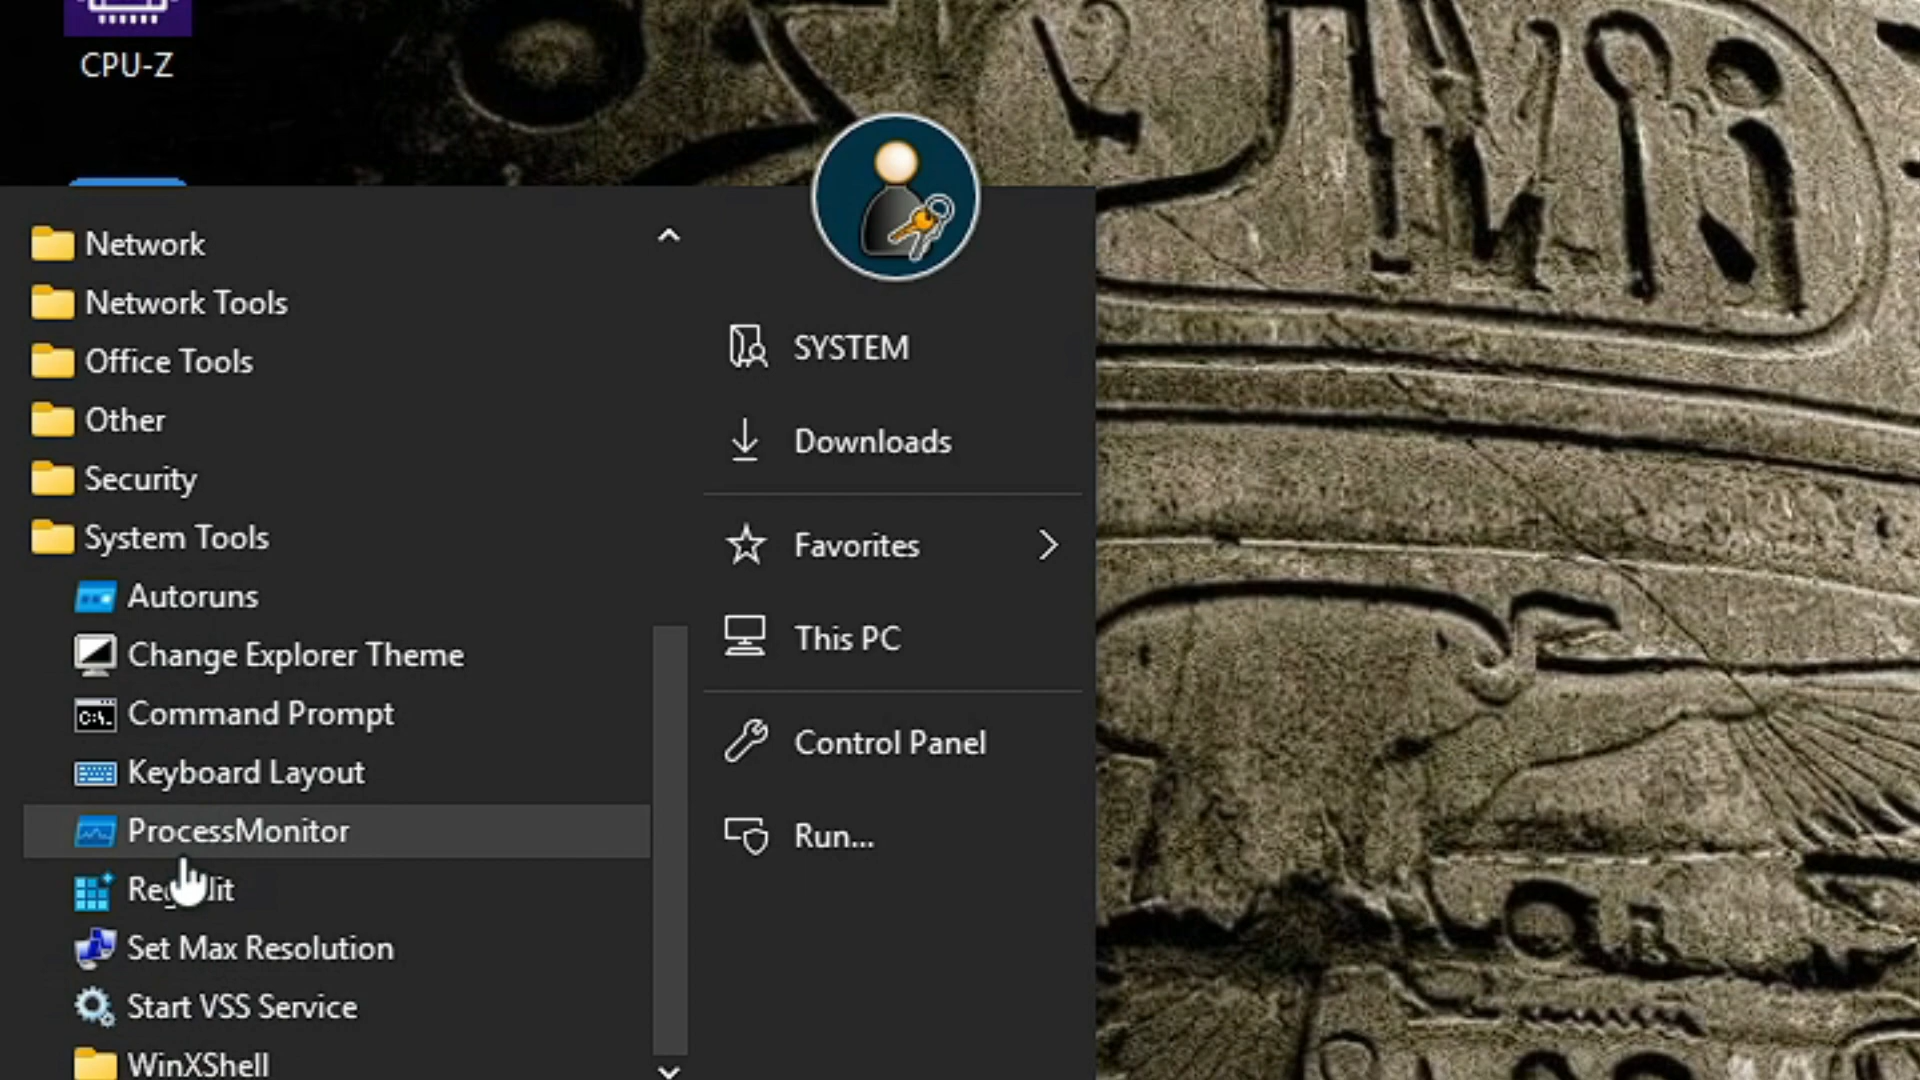 CPU-Z
Network
Network Tools
Office Tools
Other
Security
System Tools
Autoruns
Change Explorer Theme
Command Prompt
Keyboard Layout
ProcessMonitor
Set Max Resolution
Start VSS Service
WinXShell
SYSTEM
Downloads
Favorites
This PC
Control Panel
Run...